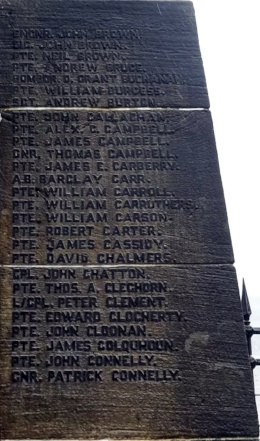 ENGNR. JOHN BROWN.
SIG. JOHN BROWN.
PTE. NEIL BROWN.
PTE. ANDREW BRUCE.
BOMBDR. D. GRANT BUCHANAN.
PTE. WILLIAM BURGESS.
SGT. ANDREW BURTON.
PTE. JOHN CALLAGHAN.
PTE. ALEX. C. CAMPBELL.
PTE. JAMES CAMPBELL.
GNR. THOMAS CAMPBELL.
PTE. JAMES E. CARBERRY.
A.B. BARCLAY CARR.
PTE. WILLIAM CARROLL.
PTE. WILLIAM CARRUTHERS.
PTE. WILLIAM CARSON.
PTE. ROBERT CARTER.
PTE. JAMES CASSIDY.
PTE. DAVID CHALMERS.
CPL. JOHN CHATTON.
PTE. THOS. A. CLEGHORN.
L/CPL. PETER CLEMENT.
PTE. EDWARD CLOCHERTY.
PTE. JOHN CLOONAN.
PTE. JAMES COLQUHOUN.
PTE. JOHN CONNELLY.
GNR. PATRICK CONNELLY.